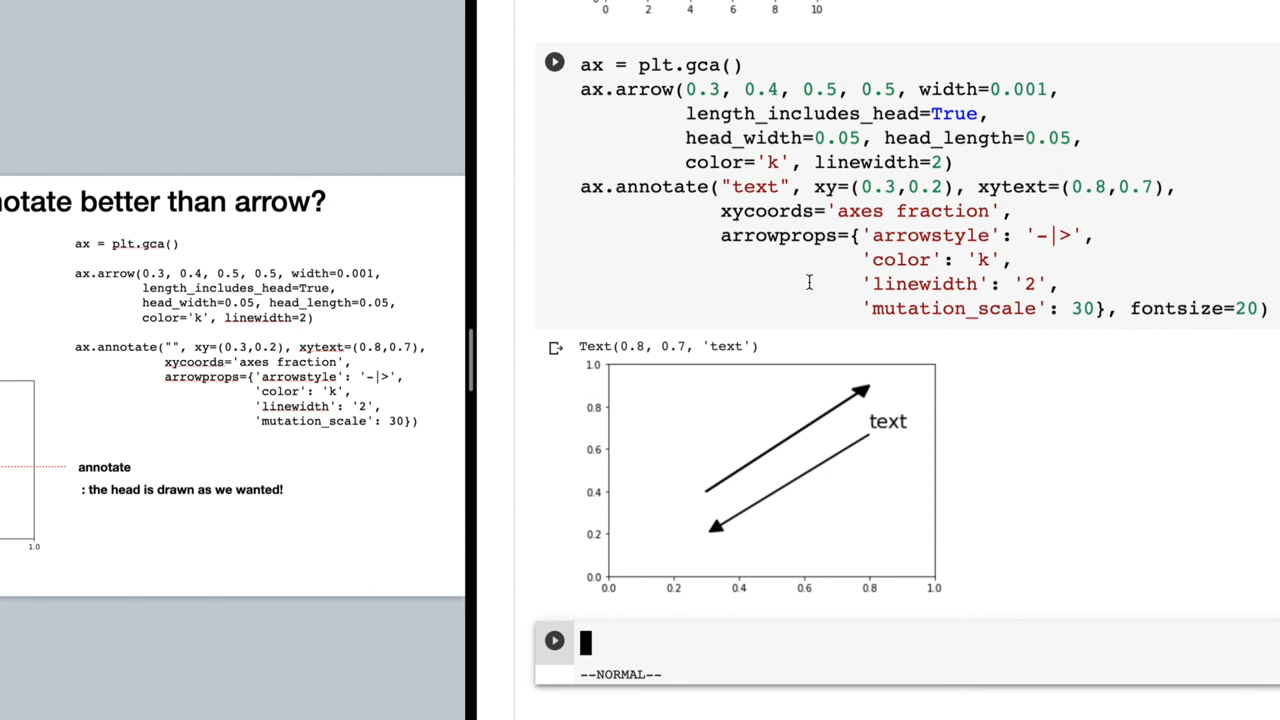 otate better than arrow?
ax = plt.gca()
ax.arrow(0.3, 0.4, 0.5, 0.5, width=0.001,
length_includes_head=True,
head_width=0.05, head_length=0.05,
color='k', linewidth=2)
ax.annotate("", xy=(0.3,0.2), xytext=(0.8,0.7),
xycoords='axes fraction',
arrowprops={'arrowstyle': '-|>',
'color': 'k',
'linewidth': '2',
'mutation_scale': 30})
annotate
: the head is drawn as we wanted!
1.0
0 2 4 6 8 10
ax = plt.gca()
ax.arrow(0.3, 0.4, 0.5, 0.5, width=0.001,
length_includes_head=True,
head_width=0.05, head_length=0.05,
color='k', linewidth=2)
ax.annotate("text", xy=(0.3,0.2), xytext=(0.8,0.7),
xycoords='axes fraction',
arrowprops={'arrowstyle': '-|>',
'color': 'k',
'linewidth': '2',
'mutation_scale': 30}, fontsize=20)
Text(0.8, 0.7, 'text')
1.0
0.8
text
0.6
0.4
0.2
0.0
0.0 0.2 0.4 0.6 0.8 1.0
--NORMAL--